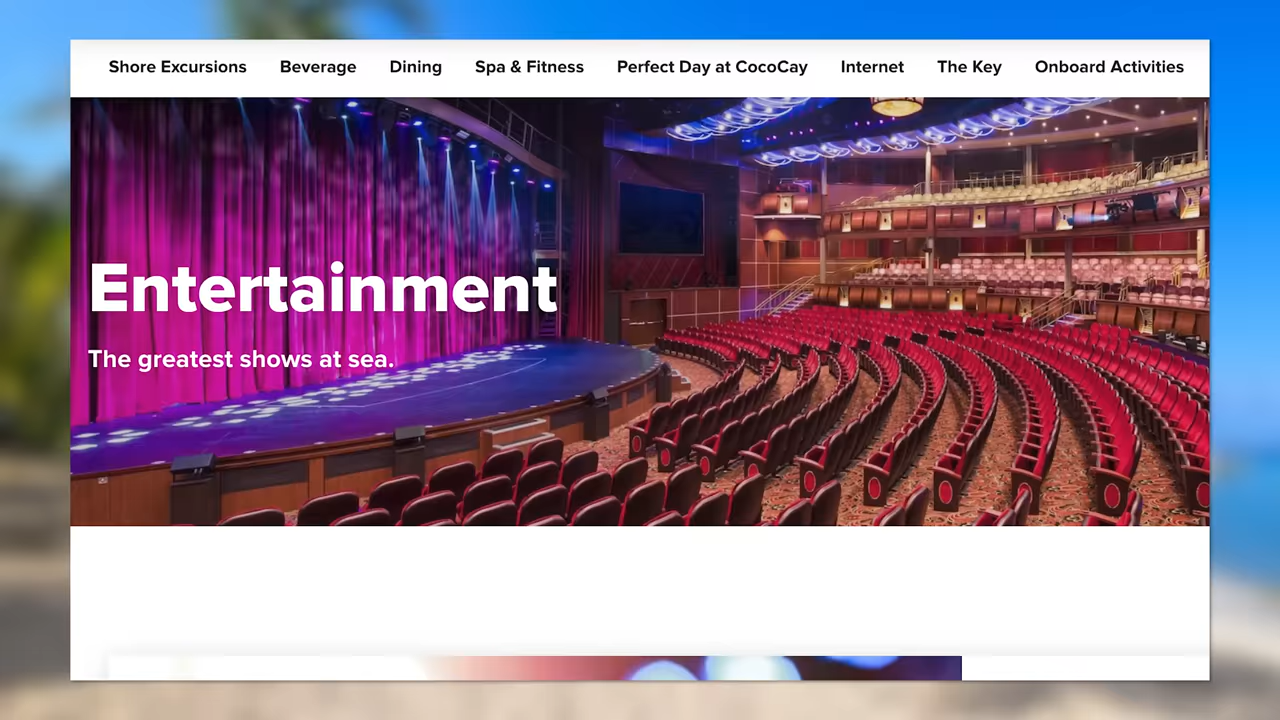 Shore Excursions Beverage Dining Spa & Fitness Perfect Day at CocoCay Internet The Key Onboard Activities
Entertainment
The greatest shows at sea.